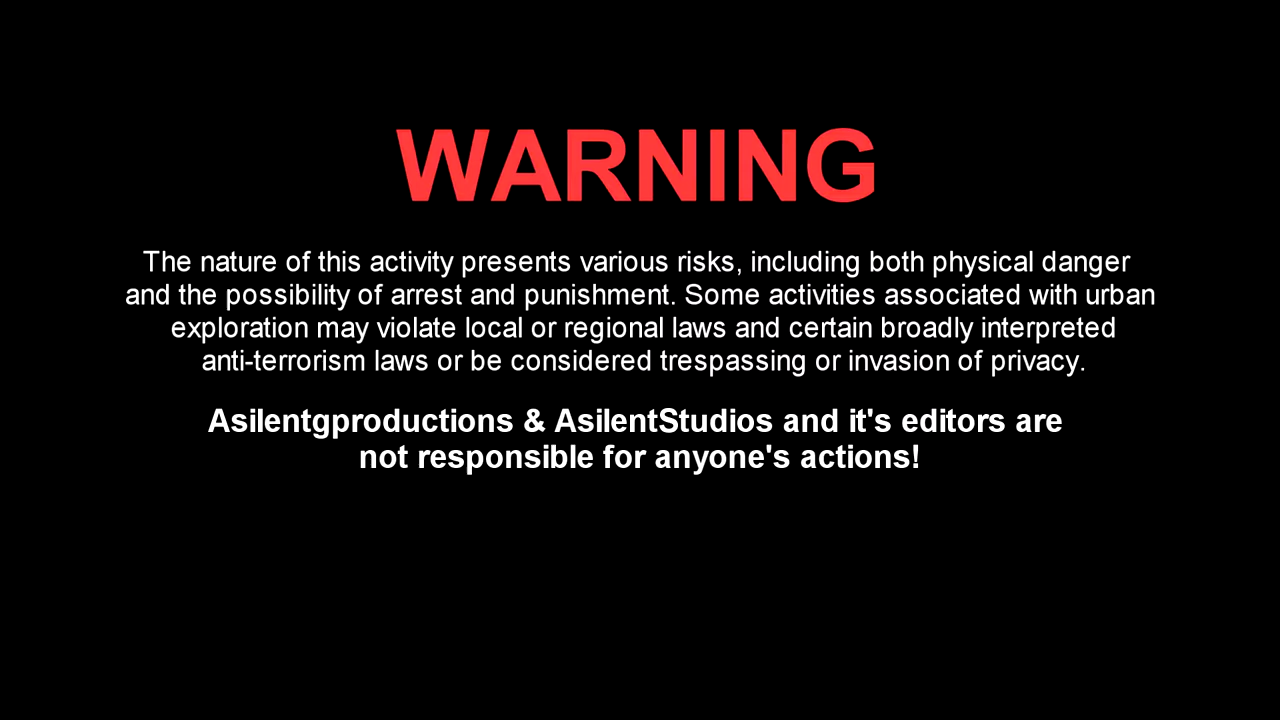 WARNING
The nature of this activity presents various risks, including both physical danger
and the possibility of arrest and punishment. Some activities associated with urban
exploration may violate local or regional laws and certain broadly interpreted
anti-terrorism laws or be considered trespassing or invasion of privacy.
Asilentgproductions & AsilentStudios and it's editors are
not responsible for anyone's actions!